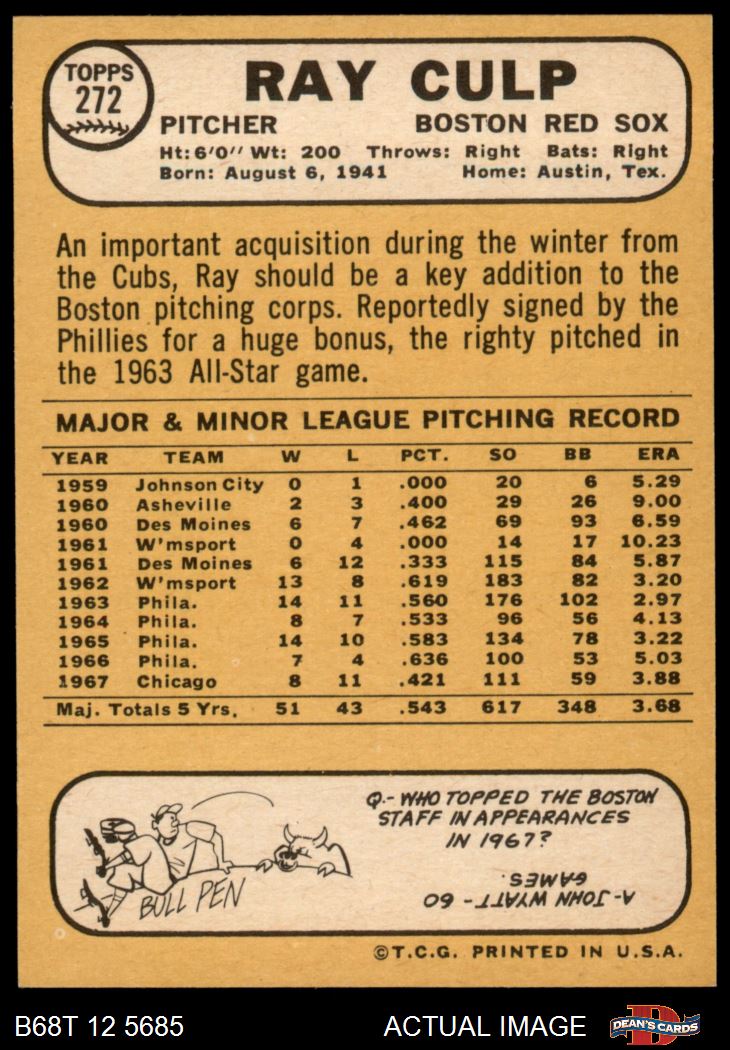 TOPPS
272
RAY CULP
PITCHER BOSTON RED SOX
Ht: 6'0" Wt: 200 Throws: Right Bats: Right
Born: August 6, 1941 Home: Austin, Tex.
An important acquisition during the winter from
the Cubs, Ray should be a key addition to the
Boston pitching corps. Reportedly signed by the
Phillies for a huge bonus, the righty pitched in
the 1963 All-Star game.
MAJOR & MINOR LEAGUE PITCHING RECORD
YEAR TEAM W L PCT. SO BB ERA
1959 Johnson City 0 1 .000 20 6 5.29
1960 Asheville 2 3 .400 29 26 9.00
1960 Des Moines 6 7 .462 69 93 6.59
1961 W'msport 0 4 .000 14 17 10.23
1961 Des Moines 6 12 .333 115 84 5.87
1962 W'msport 13 8 .619 183 82 3.20
1963 Phila. 14 11 .560 176 102 2.97
1964 Phila. 8 7 .533 96 56 4.13
1965 Phila. 14 10 .583 134 78 3.22
1966 Phila. 7 4 .636 100 53 5.03
1967 Chicago 8 11 .421 111 59 3.88
Maj. Totals 5 Yrs. 51 43 .543 617 348 3.68
Q.- WHO TOPPED THE BOSTON
STAFF IN APPEARANCES
IN 1967?
A- JOHN WYATT - 60
GAMES.
BULL PEN
©T.C.G. PRINTED IN U.S.A.
B68T 12 5685 ACTUAL IMAGE
D
DEAN'S CARDS